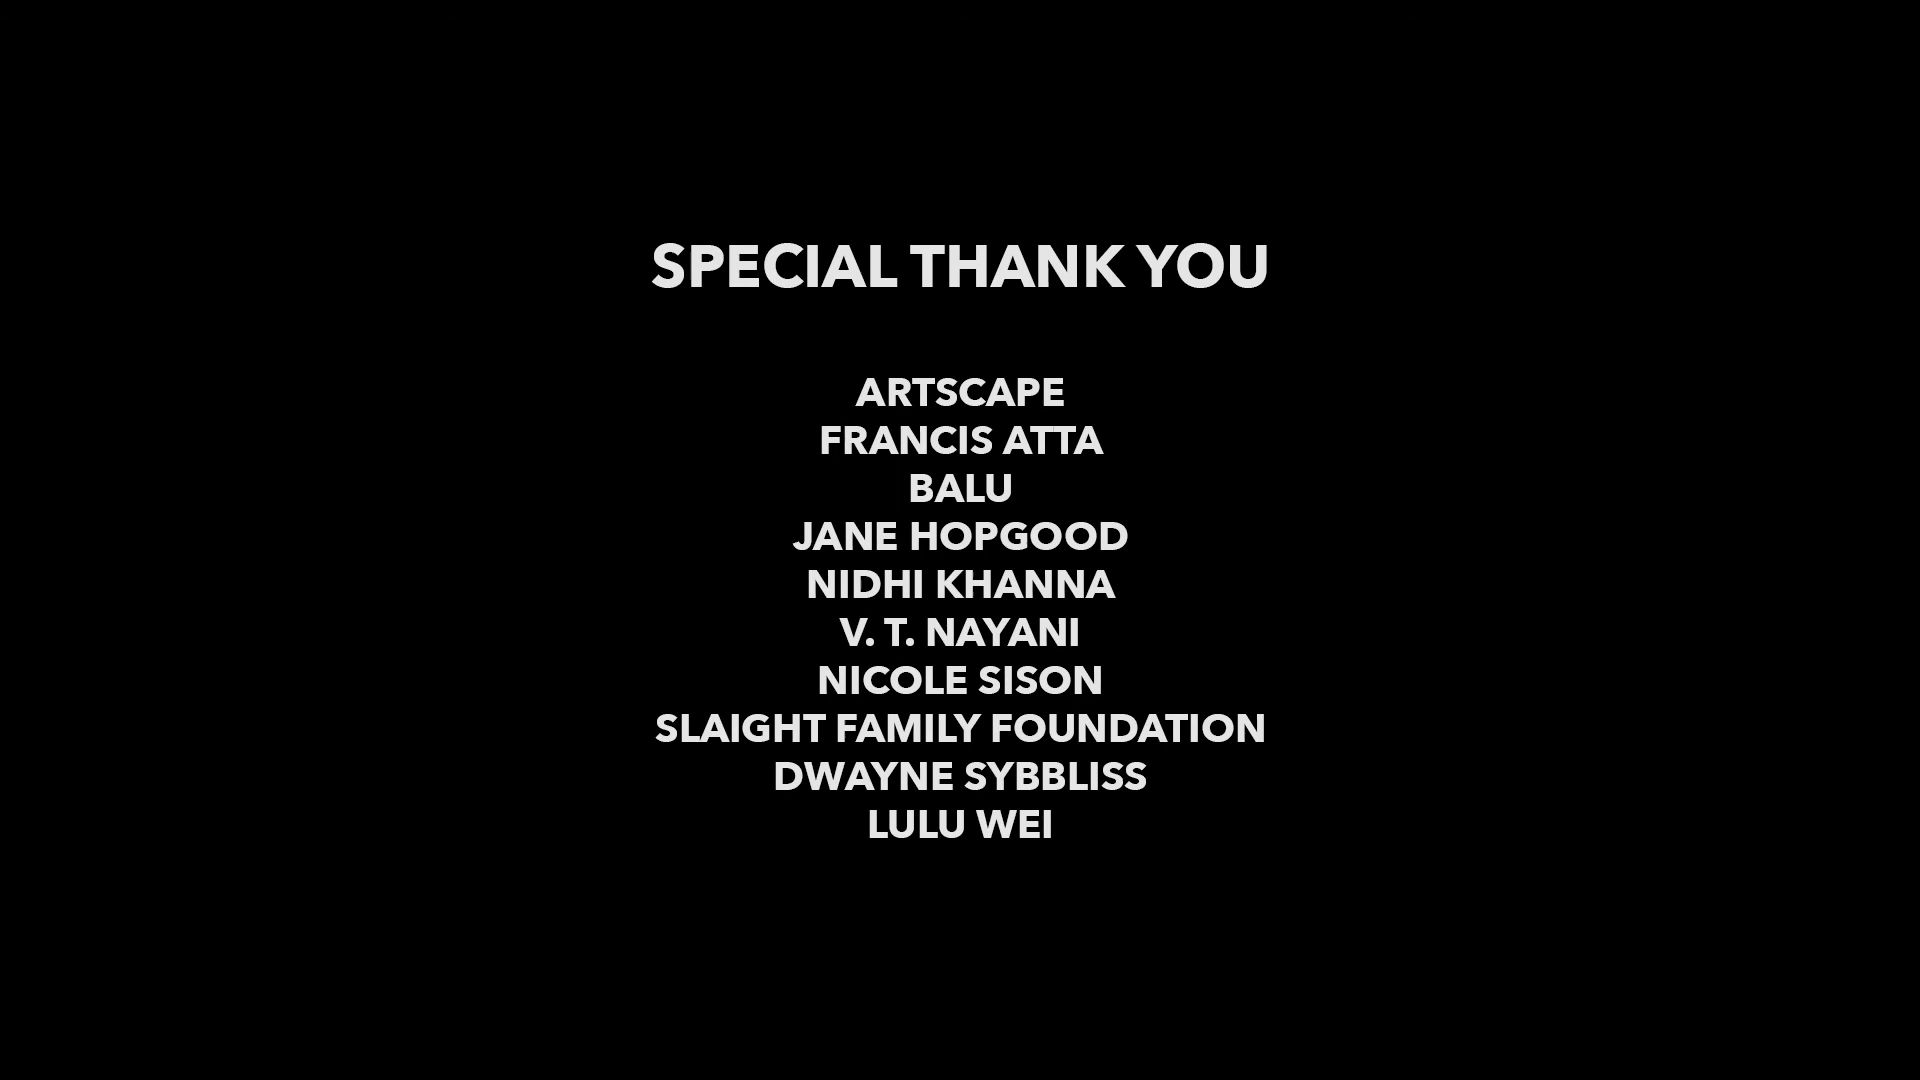 SPECIAL THANK YOU
ARTSCAPE
FRANCIS ATTA
BALU
JANE HOPGOOD
NIDHI KHANNA
V. T. NAYANI
NICOLE SISON
SLAIGHT FAMILY FOUNDATION
DWAYNE SYBBLISS
LULU WEI